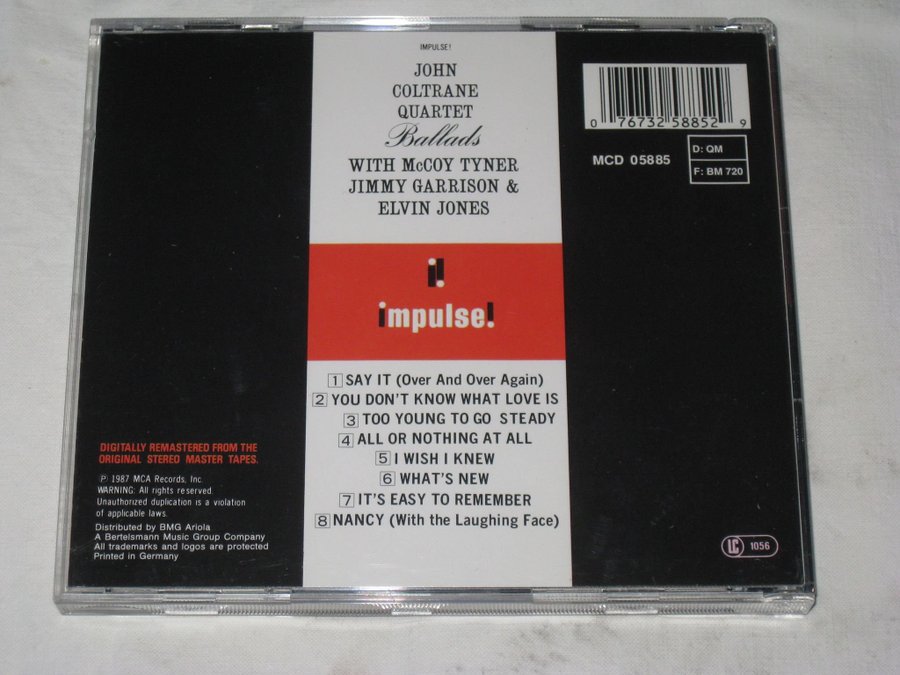 IMPULSE!
JOHN
COLTRANE
QUARTET
Ballads
WITH McCOY TYNER
JIMMY GARRISON &
ELVIN JONES
0 76732 58852 9
MCD 05885
D: QM
F: BM 720
i!
impulse!
1 SAY IT (Over And Over Again)
2 YOU DON'T KNOW WHAT LOVE IS
3 TOO YOUNG TO GO STEADY
4 ALL OR NOTHING AT ALL
5 I WISH I KNEW
6 WHAT'S NEW
7 IT'S EASY TO REMEMBER
8 NANCY (With the Laughing Face)
DIGITALLY REMASTERED FROM THE
ORIGINAL STEREO MASTER TAPES.
℗ 1987 MCA Records, Inc.
WARNING: All rights reserved.
Unauthorized duplication is a violation
of applicable laws.
Distributed by BMG Ariola
A Bertelsmann Music Group Company
All trademarks and logos are protected
Printed in Germany
LC 1056